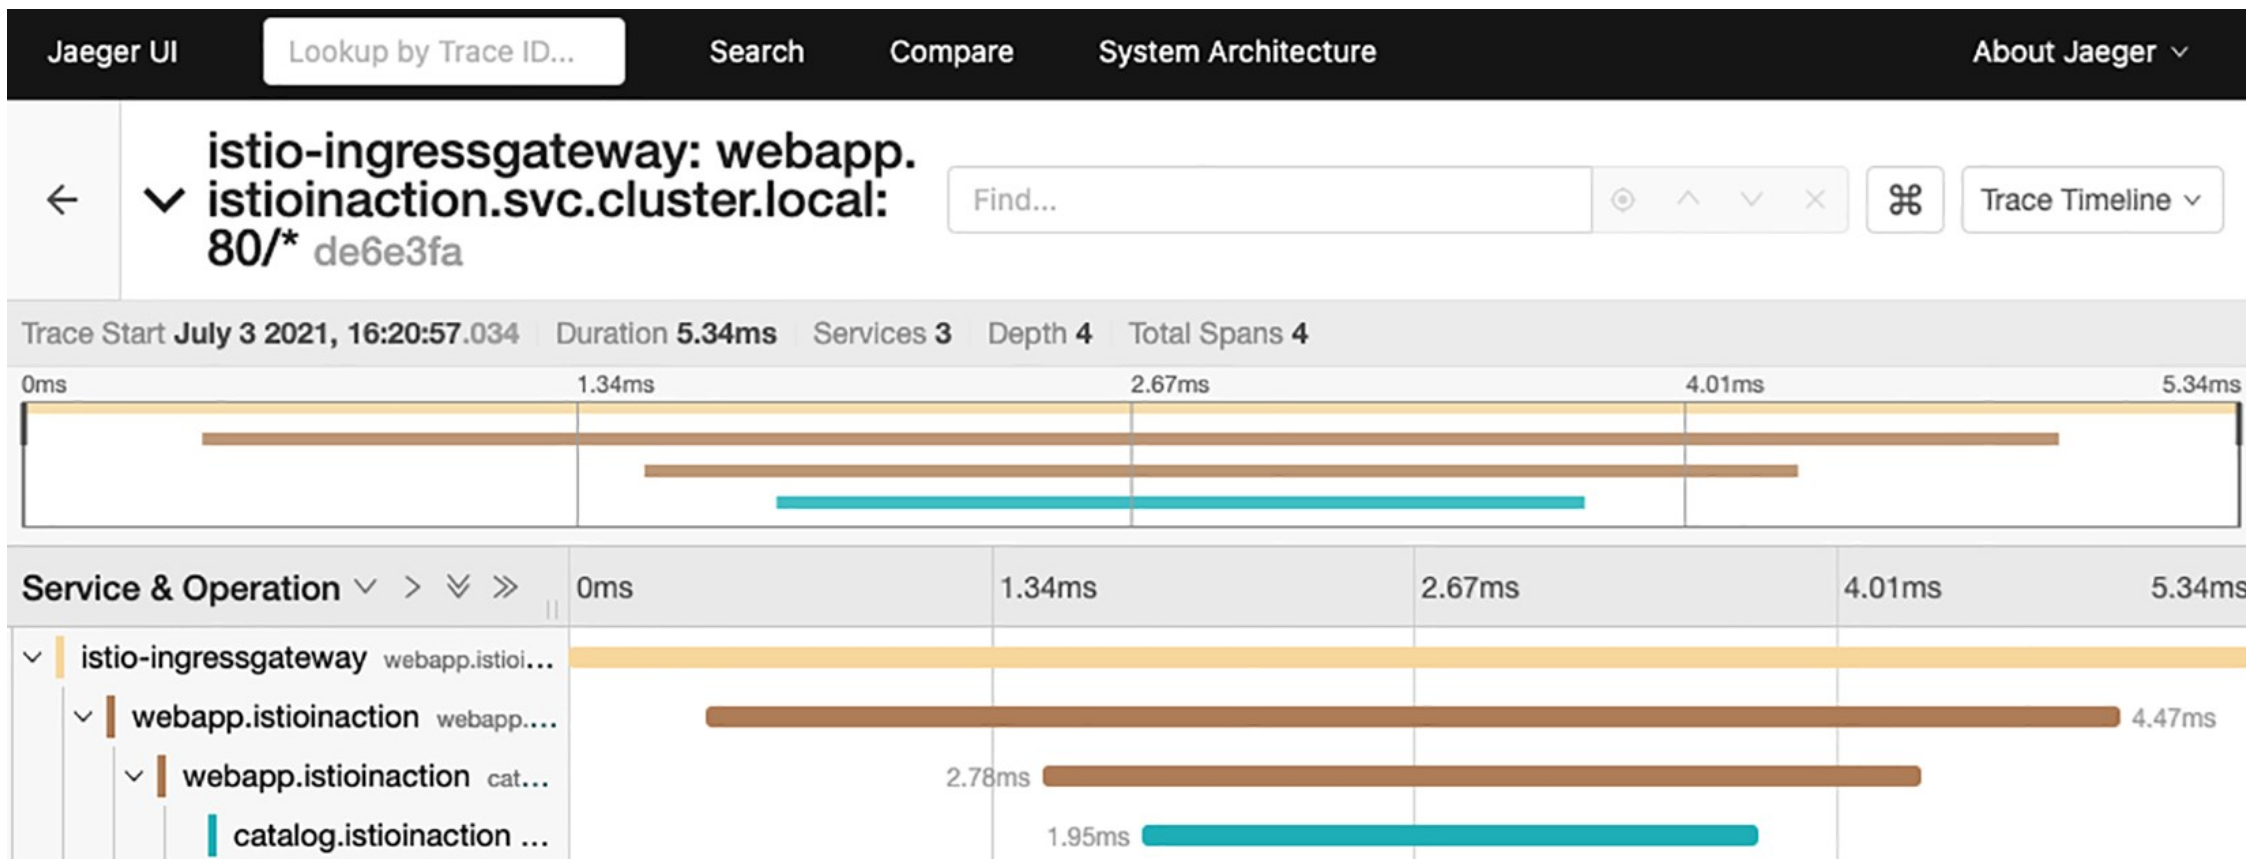 Jaeger UI Lookup by Trace ID... Search Compare System Architecture About Jaeger
istio-ingressgateway: webapp.
istioinaction.svc.cluster.local:
80/* de6e3fa
Find... ⌘ Trace Timeline
Trace Start July 3 2021, 16:20:57.034 Duration 5.34ms Services 3 Depth 4 Total Spans 4
0ms 1.34ms 2.67ms 4.01ms 5.34ms
Service & Operation 0ms 1.34ms 2.67ms 4.01ms 5.34ms
istio-ingressgateway webapp.istioi...
webapp.istioinaction webapp.... 4.47ms
webapp.istioinaction cat... 2.78ms
catalog.istioinaction ... 1.95ms